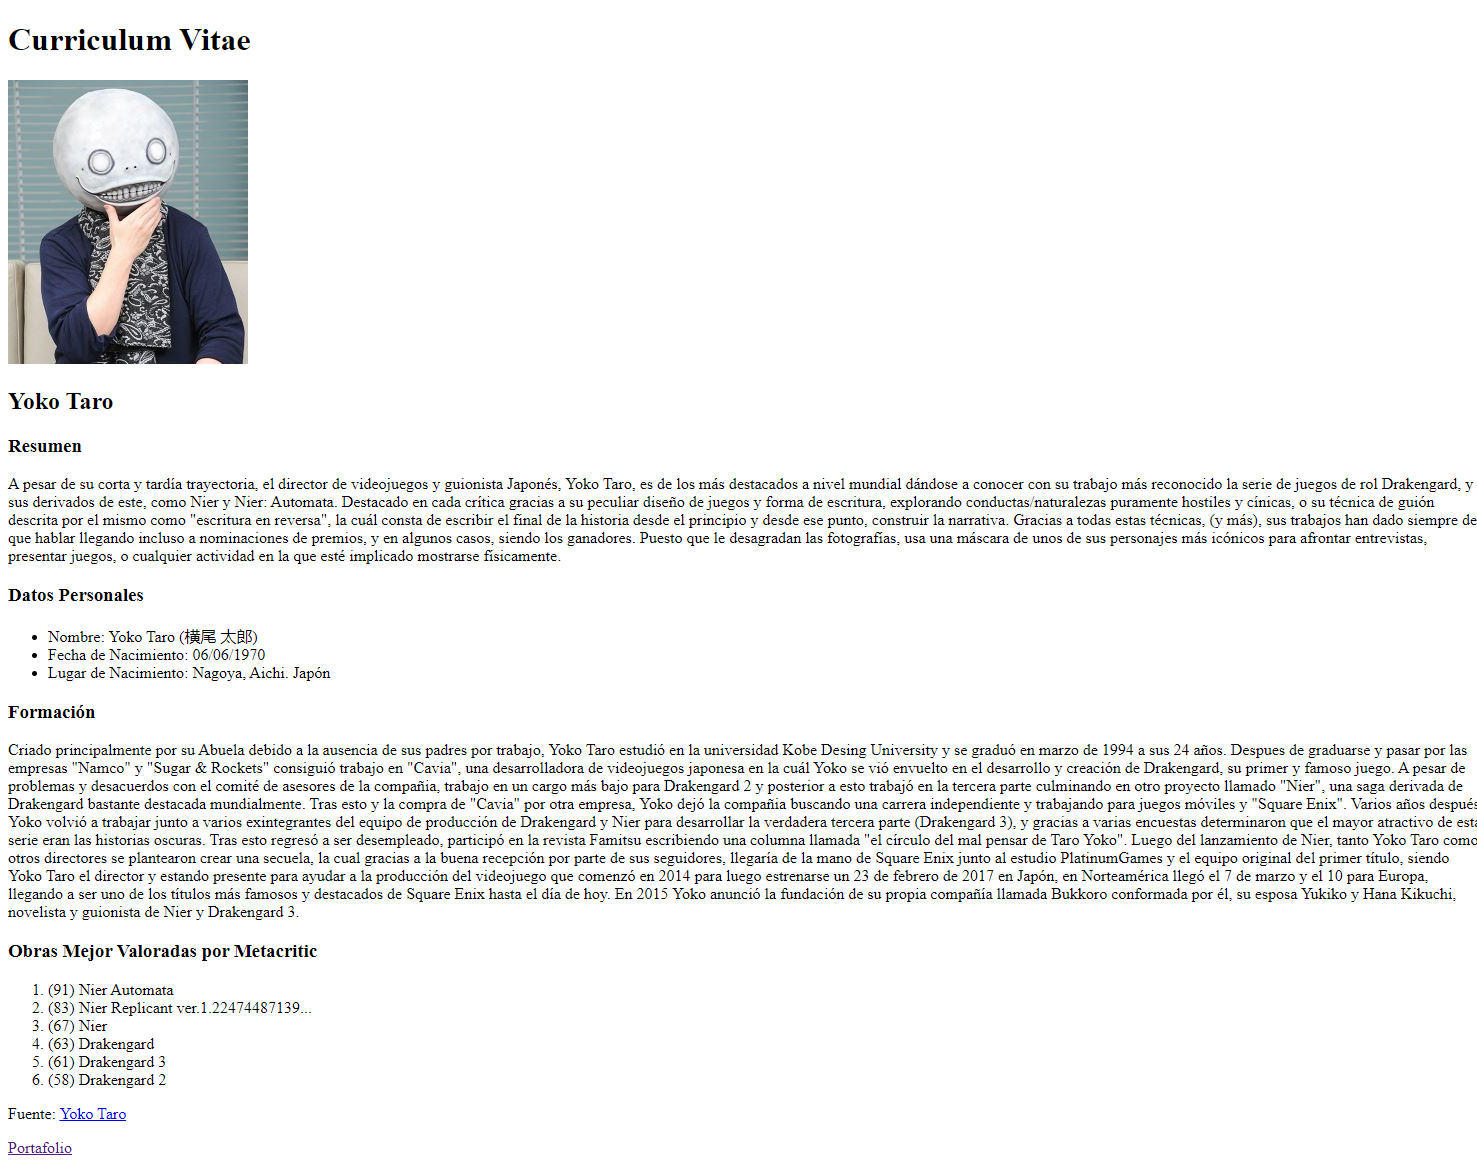 Curriculum Vitae
Yoko Taro
Resumen
A pesar de su corta y tardía trayectoria, el director de videojuegos y guionista Japonés, Yoko Taro, es de los más destacados a nivel mundial dándose a conocer con su trabajo más reconocido la serie de juegos de rol Drakengard, y
sus derivados de este, como Nier y Nier: Automata. Destacado en cada crítica gracias a su peculiar diseño de juegos y forma de escritura, explorando conductas/naturalezas puramente hostiles y cínicas, o su técnica de guión
descrita por el mismo como "escritura en reversa", la cuál consta de escribir el final de la historia desde el principio y desde ese punto, construir la narrativa. Gracias a todas estas técnicas, (y más), sus trabajos han dado siempre de
que hablar llegando incluso a nominaciones de premios, y en algunos casos, siendo los ganadores. Puesto que le desagradan las fotografías, usa una máscara de unos de sus personajes más icónicos para afrontar entrevistas,
presentar juegos, o cualquier actividad en la que esté implicado mostrarse físicamente.
Datos Personales
• Nombre: Yoko Taro (横尾 太郎)
• Fecha de Nacimiento: 06/06/1970
• Lugar de Nacimiento: Nagoya, Aichi. Japón
Formación
Criado principalmente por su Abuela debido a la ausencia de sus padres por trabajo, Yoko Taro estudió en la universidad Kobe Desing University y se graduó en marzo de 1994 a sus 24 años. Despues de graduarse y pasar por las
empresas "Namco" y "Sugar & Rockets" consiguió trabajo en "Cavia", una desarrolladora de videojuegos japonesa en la cuál Yoko se vió envuelto en el desarrollo y creación de Drakengard, su primer y famoso juego. A pesar de
problemas y desacuerdos con el comité de asesores de la compañia, trabajo en un cargo más bajo para Drakengard 2 y posterior a esto trabajó en la tercera parte culminando en otro proyecto llamado "Nier", una saga derivada de
Drakengard bastante destacada mundialmente. Tras esto y la compra de "Cavia" por otra empresa, Yoko dejó la compañia buscando una carrera independiente y trabajando para juegos móviles y "Square Enix". Varios años después
Yoko volvió a trabajar junto a varios exintegrantes del equipo de producción de Drakengard y Nier para desarrollar la verdadera tercera parte (Drakengard 3), y gracias a varias encuestas determinaron que el mayor atractivo de esta
serie eran las historias oscuras. Tras esto regresó a ser desempleado, participó en la revista Famitsu escribiendo una columna llamada "el círculo del mal pensar de Taro Yoko". Luego del lanzamiento de Nier, tanto Yoko Taro como
otros directores se plantearon crear una secuela, la cual gracias a la buena recepción por parte de sus seguidores, llegaría de la mano de Square Enix junto al estudio PlatinumGames y el equipo original del primer título, siendo
Yoko Taro el director y estando presente para ayudar a la producción del videojuego que comenzó en 2014 para luego estrenarse un 23 de febrero de 2017 en Japón, en Norteamérica llegó el 7 de marzo y el 10 para Europa,
llegando a ser uno de los títulos más famosos y destacados de Square Enix hasta el día de hoy. En 2015 Yoko anunció la fundación de su propia compañía llamada Bukkoro conformada por él, su esposa Yukiko y Hana Kikuchi,
novelista y guionista de Nier y Drakengard 3.
Obras Mejor Valoradas por Metacritic
1. (91) Nier Automata
2. (83) Nier Replicant ver.1.22474487139...
3. (67) Nier
4. (63) Drakengard
5. (61) Drakengard 3
6. (58) Drakengard 2
Fuente: Yoko Taro
Portafolio